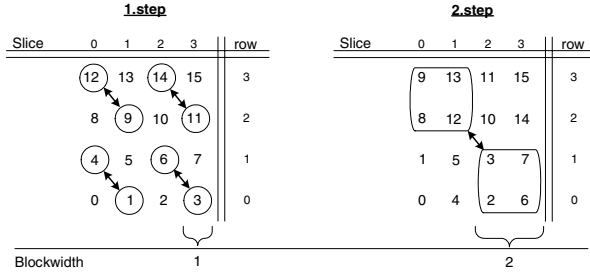 1.step 2.step
Slice 0 1 2 3 row Slice 0 1 2 3 row
12 13 14 15 3 9 13 11 15 3
8 9 10 11 2 8 12 10 14 2
4 5 6 7 1 1 5 3 7 1
0 1 2 3 0 0 4 2 6 0
Blockwidth 1 2